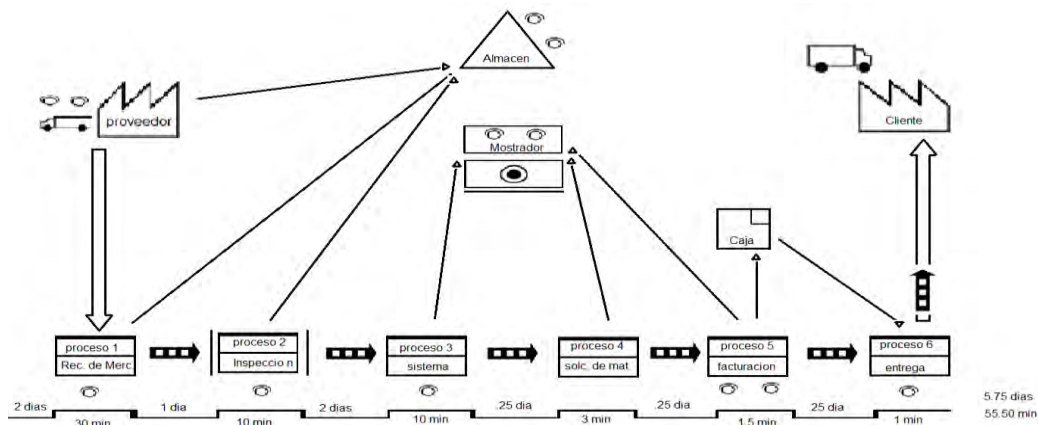 Almacen
proveedor
Cliente
Mostrador
Caja
proceso 1
Rec. de Merc.
proceso 2
Inspeccio n
proceso 3
sistema
proceso 4
solc. de mat.
proceso 5
facturacion
proceso 6
entrega
2 dias
1 dia
2 dias
.25 dia
.25 dia
25 dia
5.75 dias
30 min
10 min
10 min
3 min
1.5 min
1 min
55.50 min